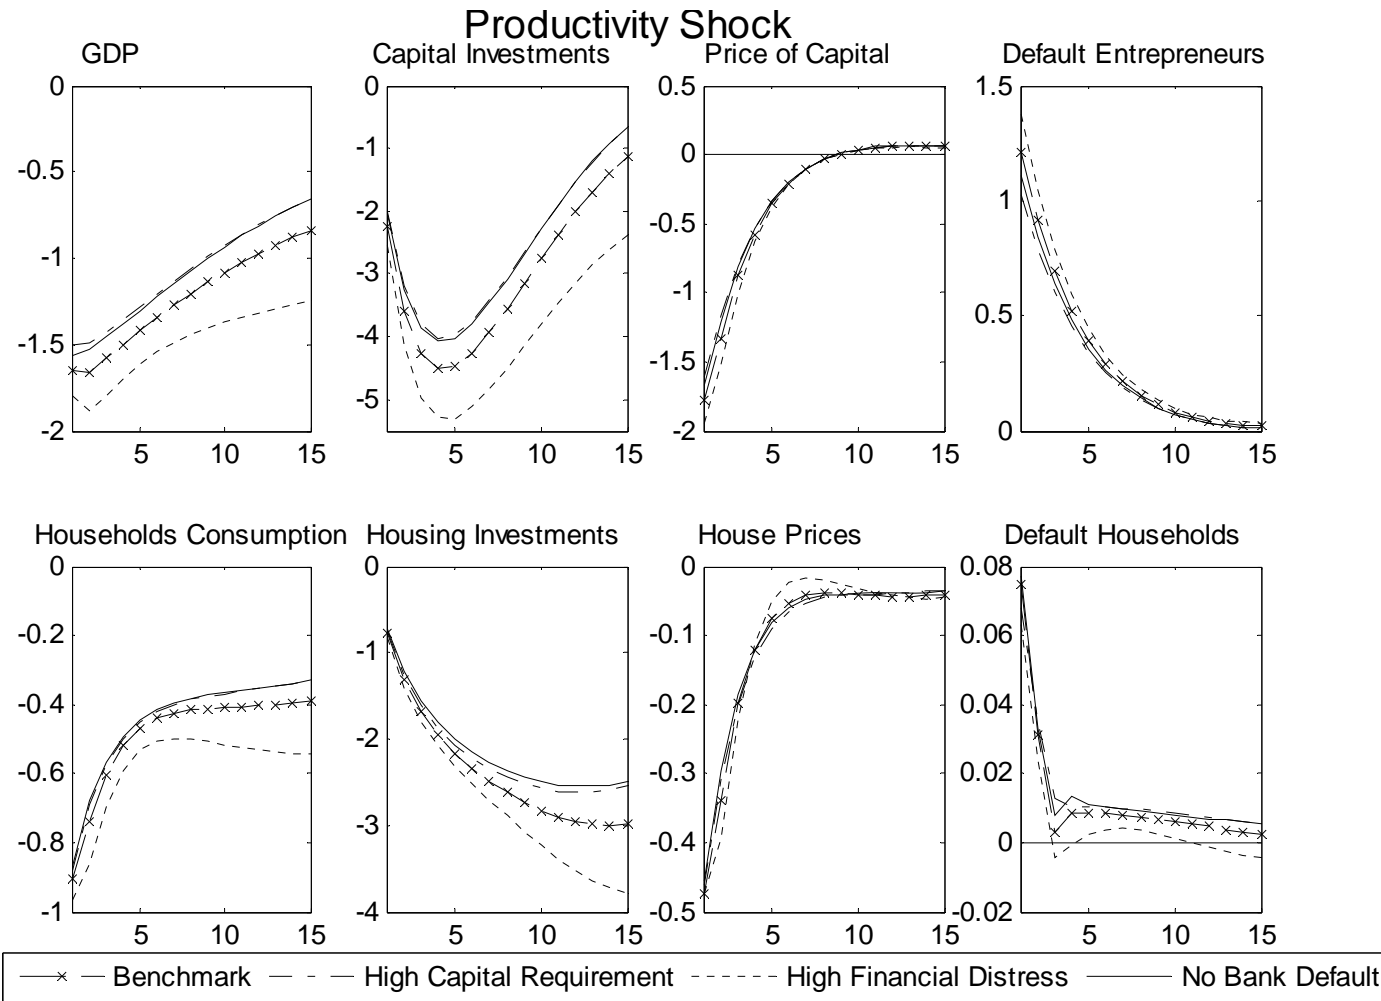 Productivity Shock
GDP
Capital Investments
Price of Capital
Default Entrepreneurs
0
-0.5
-1
-1.5
-2
5 10 15
0
-1
-2
-3
-4
-5
5 10 15
0.5
0
-0.5
-1
-1.5
-2
5 10 15
1.5
1
0.5
0
5 10 15
Households Consumption
Housing Investments
House Prices
Default Households
0
-0.2
-0.4
-0.6
-0.8
-1
5 10 15
0
-1
-2
-3
-4
5 10 15
0
-0.1
-0.2
-0.3
-0.4
-0.5
5 10 15
0.08
0.06
0.04
0.02
0
-0.02
5 10 15
Benchmark High Capital Requirement High Financial Distress No Bank Default